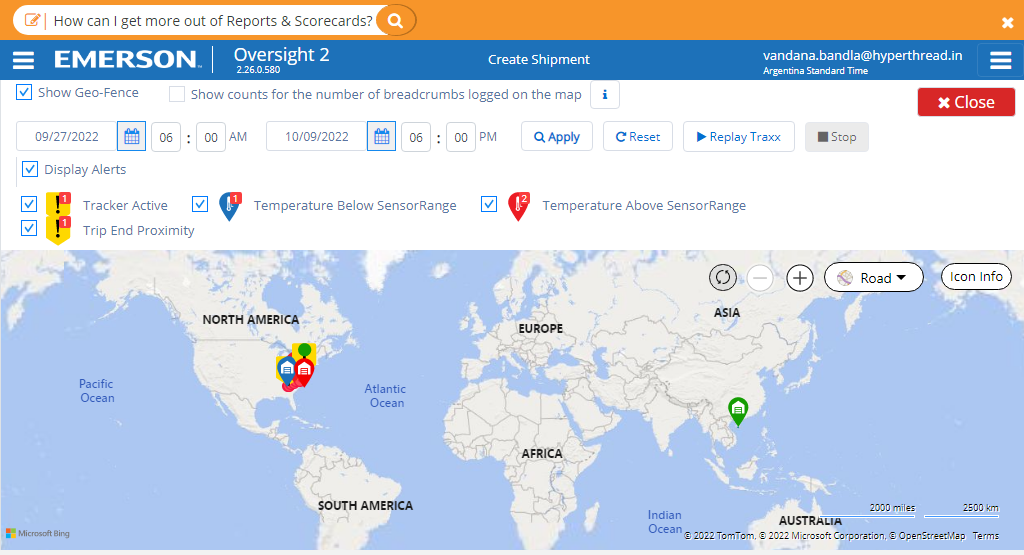 How can I get more out of Reports & Scorecards?
EMERSON
Oversight 2
2.26.0.580
Create Shipment
vandana.bandla@hyperthread.in
Argentina Standard Time
Show Geo-Fence
Show counts for the number of breadcrumbs logged on the map
i
Close
09/27/2022
06 : 00 AM
10/09/2022
06 : 00 PM
Apply
Reset
Replay Traxx
Stop
Display Alerts
! 1 Tracker Active
1 Temperature Below SensorRange
2 Temperature Above SensorRange
! 1 Trip End Proximity
Road
Icon Info
NORTH AMERICA
EUROPE
ASIA
Pacific
Ocean
Atlantic
Ocean
AFRICA
SOUTH AMERICA
Indian
Ocean
AUSTRALIA
2000 miles
2500 km
Microsoft Bing
© 2022 TomTom, © 2022 Microsoft Corporation, © OpenStreetMap Terms